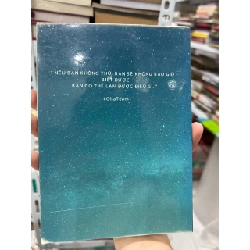 "NẾU BẠN KHÔNG THỬ, BẠN SẼ KHÔNG BAO GIỜ
BIẾT ĐƯỢC
BẠN CÓ THỂ LÀM ĐƯỢC ĐIỀU GÌ."